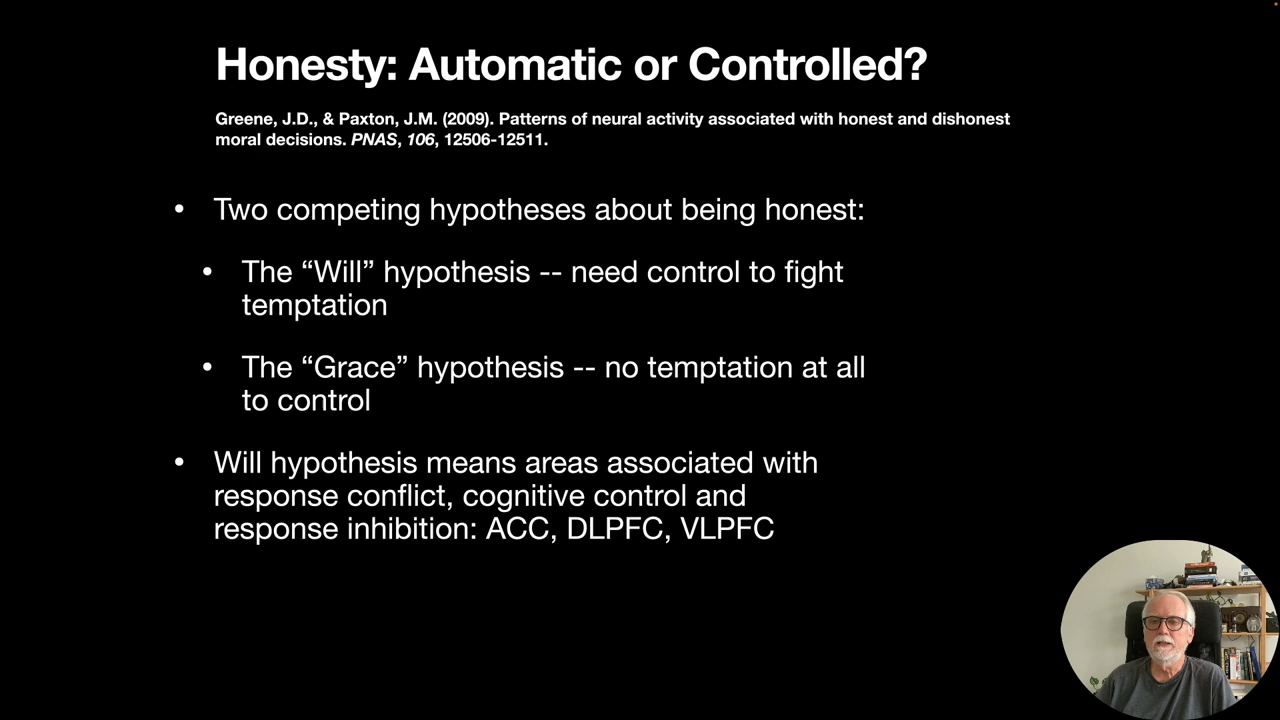 Honesty: Automatic or Controlled?
Greene, J.D., & Paxton, J.M. (2009). Patterns of neural activity associated with honest and dishonest
moral decisions. PNAS, 106, 12506-12511.
• Two competing hypotheses about being honest:
• The “Will” hypothesis -- need control to fight
temptation
• The “Grace” hypothesis -- no temptation at all
to control
• Will hypothesis means areas associated with
response conflict, cognitive control and
response inhibition: ACC, DLPFC, VLPFC